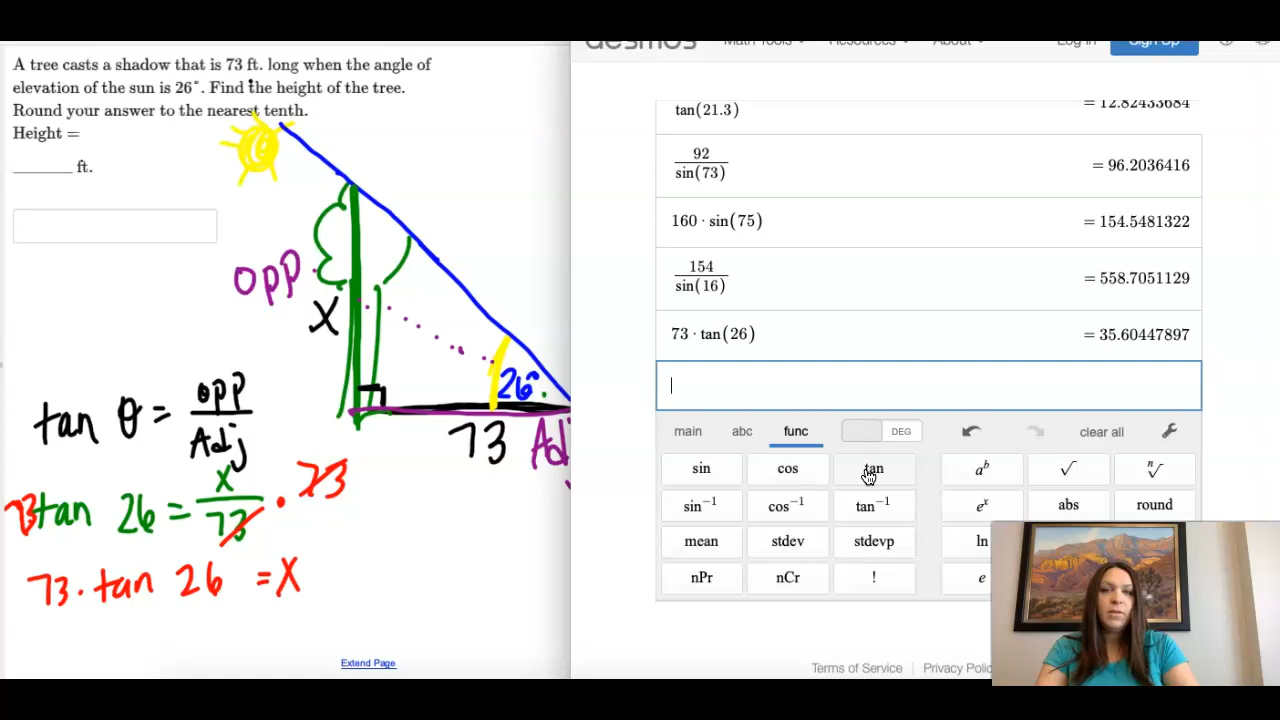 A tree casts a shadow that is 73 ft. long when the angle of
elevation of the sun is 26°. Find the height of the tree.
Round your answer to the nearest tenth.
Height =
______ ft.
opp
X
26°
73
Adj
tan θ = opp/Adj
73 tan 26 = x/73 · 73
73 · tan 26 = X
Extend Page
desmos Math Tools Resources About Log In Sign Up
tan(21.3) = 12.82433684
92/sin(73) = 96.2036416
160 · sin(75) = 154.5481322
154/sin(16) = 558.7051129
73 · tan(26) = 35.60447897
main abc func DEG clear all
sin cos tan a^b √ ⁿ√
sin⁻¹ cos⁻¹ tan⁻¹ e^x abs round
mean stdev stdevp ln
nPr nCr ! e
Terms of Service Privacy